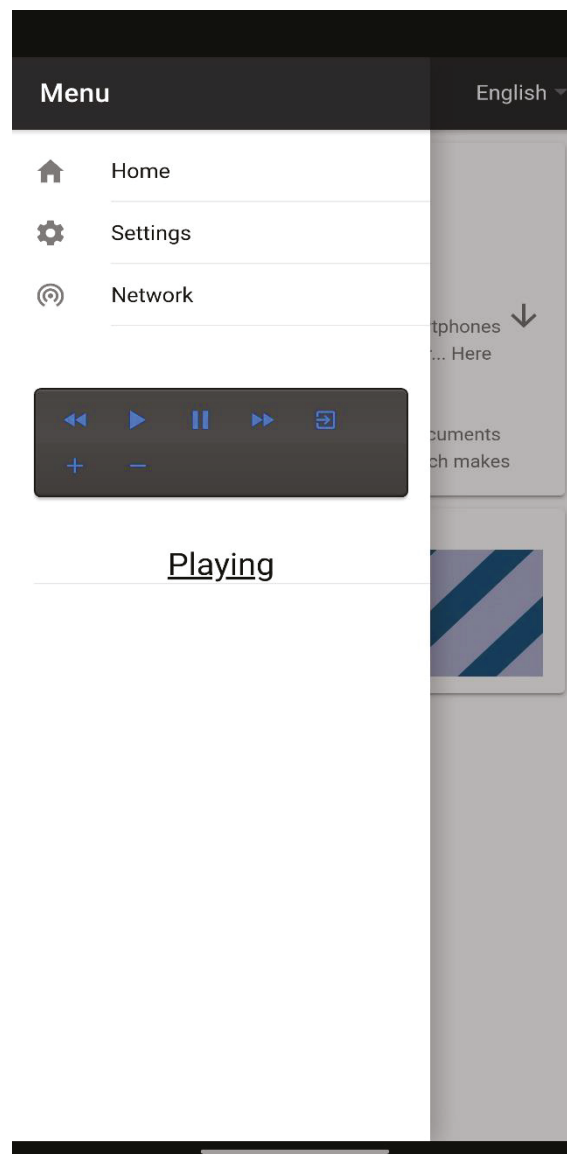 Menu
English
Home
Settings
Network
tphones
... Here
cuments
ch makes
Playing